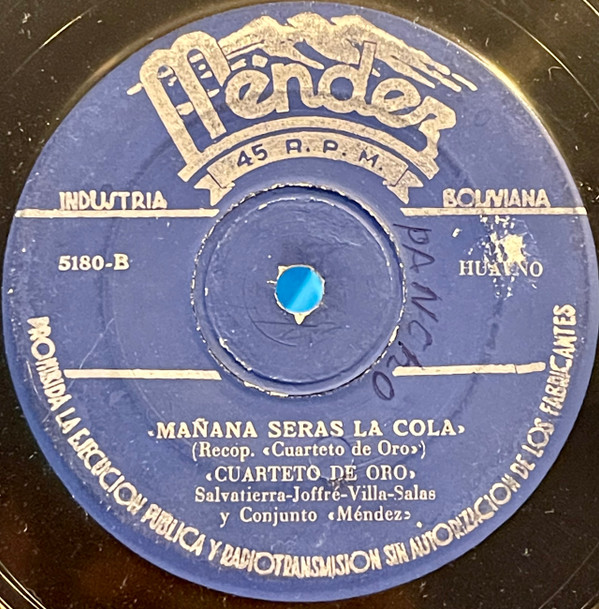 Méndez
45 R.P.M.
INDUSTRIA BOLIVIANA
5180-B HUAYNO
PANCHO
«MAÑANA SERAS LA COLA»
(Recop. «Cuarteto de Oro»)
«CUARTETO DE ORO»
Salvatierra-Joffré-Villa-Salas
y Conjunto «Méndez»
PROHIBIDA LA EJECUCION PUBLICA Y RADIOTRANSMISION SIN AUTORIZACION DE LOS FABRICANTES